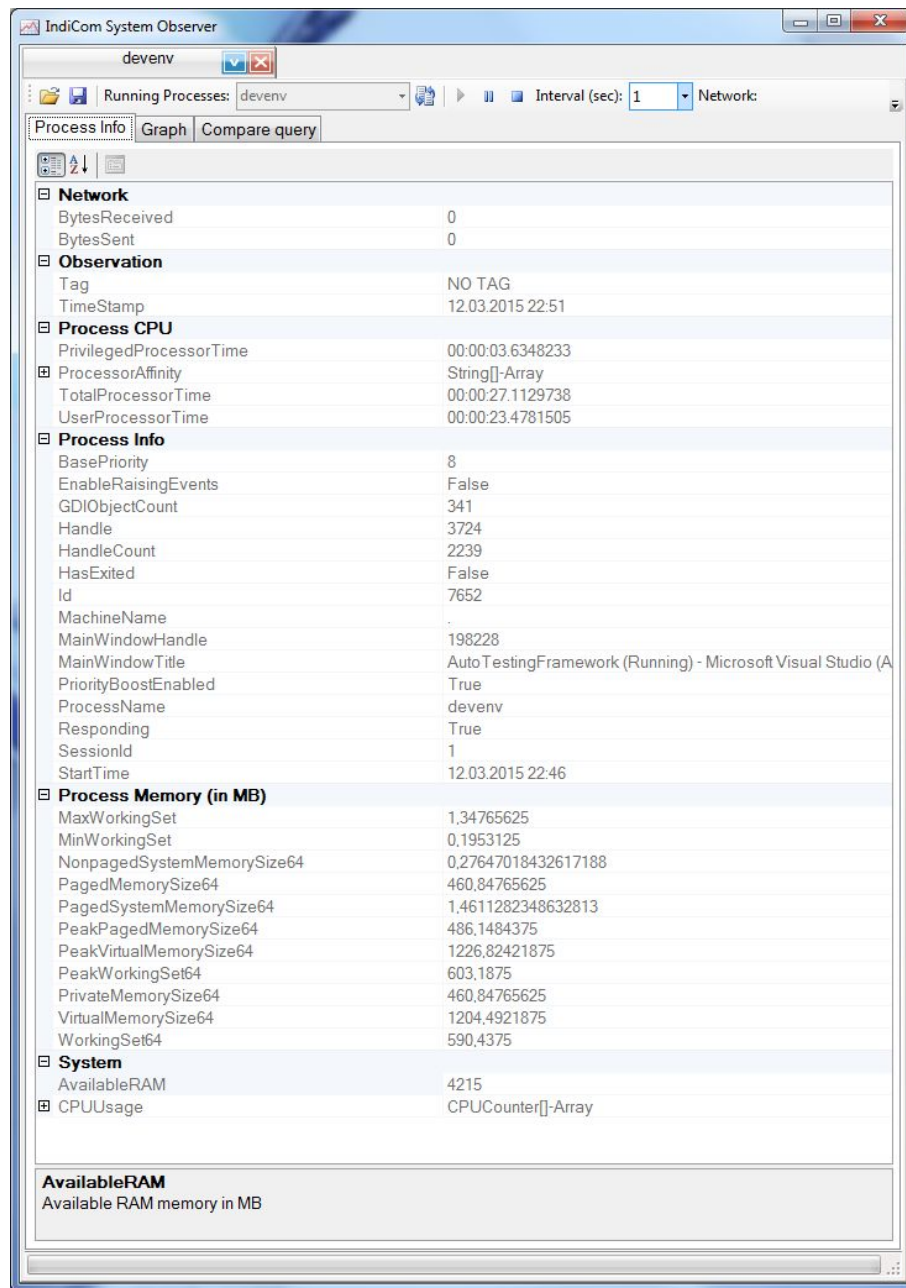 IndiCom System Observer
devenv
Running Processes: devenv Interval (sec): 1 Network:
Process Info Graph Compare query
Network
BytesReceived 0
BytesSent 0
Observation
Tag NO TAG
TimeStamp 12.03.2015 22:51
Process CPU
PrivilegedProcessorTime 00:00:03.6348233
ProcessorAffinity String[]-Array
TotalProcessorTime 00:00:27.1129738
UserProcessorTime 00:00:23.4781505
Process Info
BasePriority 8
EnableRaisingEvents False
GDIObjectCount 341
Handle 3724
HandleCount 2239
HasExited False
Id 7652
MachineName .
MainWindowHandle 198228
MainWindowTitle AutoTestingFramework (Running) - Microsoft Visual Studio (A
PriorityBoostEnabled True
ProcessName devenv
Responding True
SessionId 1
StartTime 12.03.2015 22:46
Process Memory (in MB)
MaxWorkingSet 1,34765625
MinWorkingSet 0,1953125
NonpagedSystemMemorySize64 0,27647018432617188
PagedMemorySize64 460,84765625
PagedSystemMemorySize64 1,4611282348632813
PeakPagedMemorySize64 486,1484375
PeakVirtualMemorySize64 1226,82421875
PeakWorkingSet64 603,1875
PrivateMemorySize64 460,84765625
VirtualMemorySize64 1204,4921875
WorkingSet64 590,4375
System
AvailableRAM 4215
CPUUsage CPUCounter[]-Array
AvailableRAM
Available RAM memory in MB